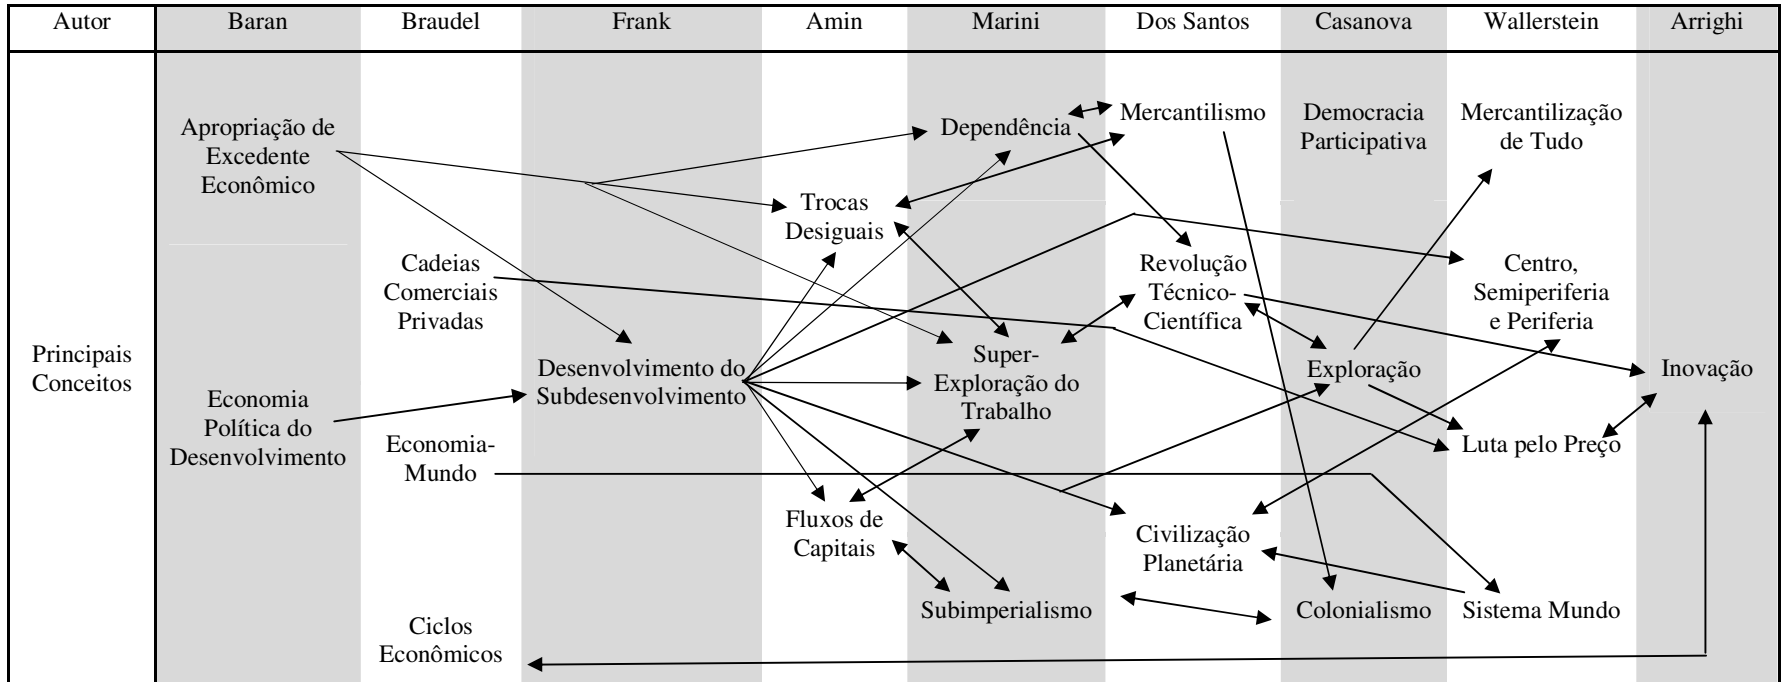 Autor
Baran
Braudel
Frank
Amin
Marini
Dos Santos
Casanova
Wallerstein
Arrighi
Principais
Conceitos
Apropriação de
Excedente
Econômico
Economia
Política do
Desenvolvimento
Cadeias
Comerciais
Privadas
Economia-
Mundo
Ciclos
Econômicos
Desenvolvimento do
Subdesenvolvimento
Trocas
Desiguais
Fluxos de
Capitais
Dependência
Super-
Exploração do
Trabalho
Subimperialismo
Mercantilismo
Revolução
Técnico-
Científica
Civilização
Planetária
Democracia
Participativa
Exploração
Colonialismo
Mercantilização
de Tudo
Centro,
Semiperiferia
e Periferia
Luta pelo Preço
Sistema Mundo
Inovação